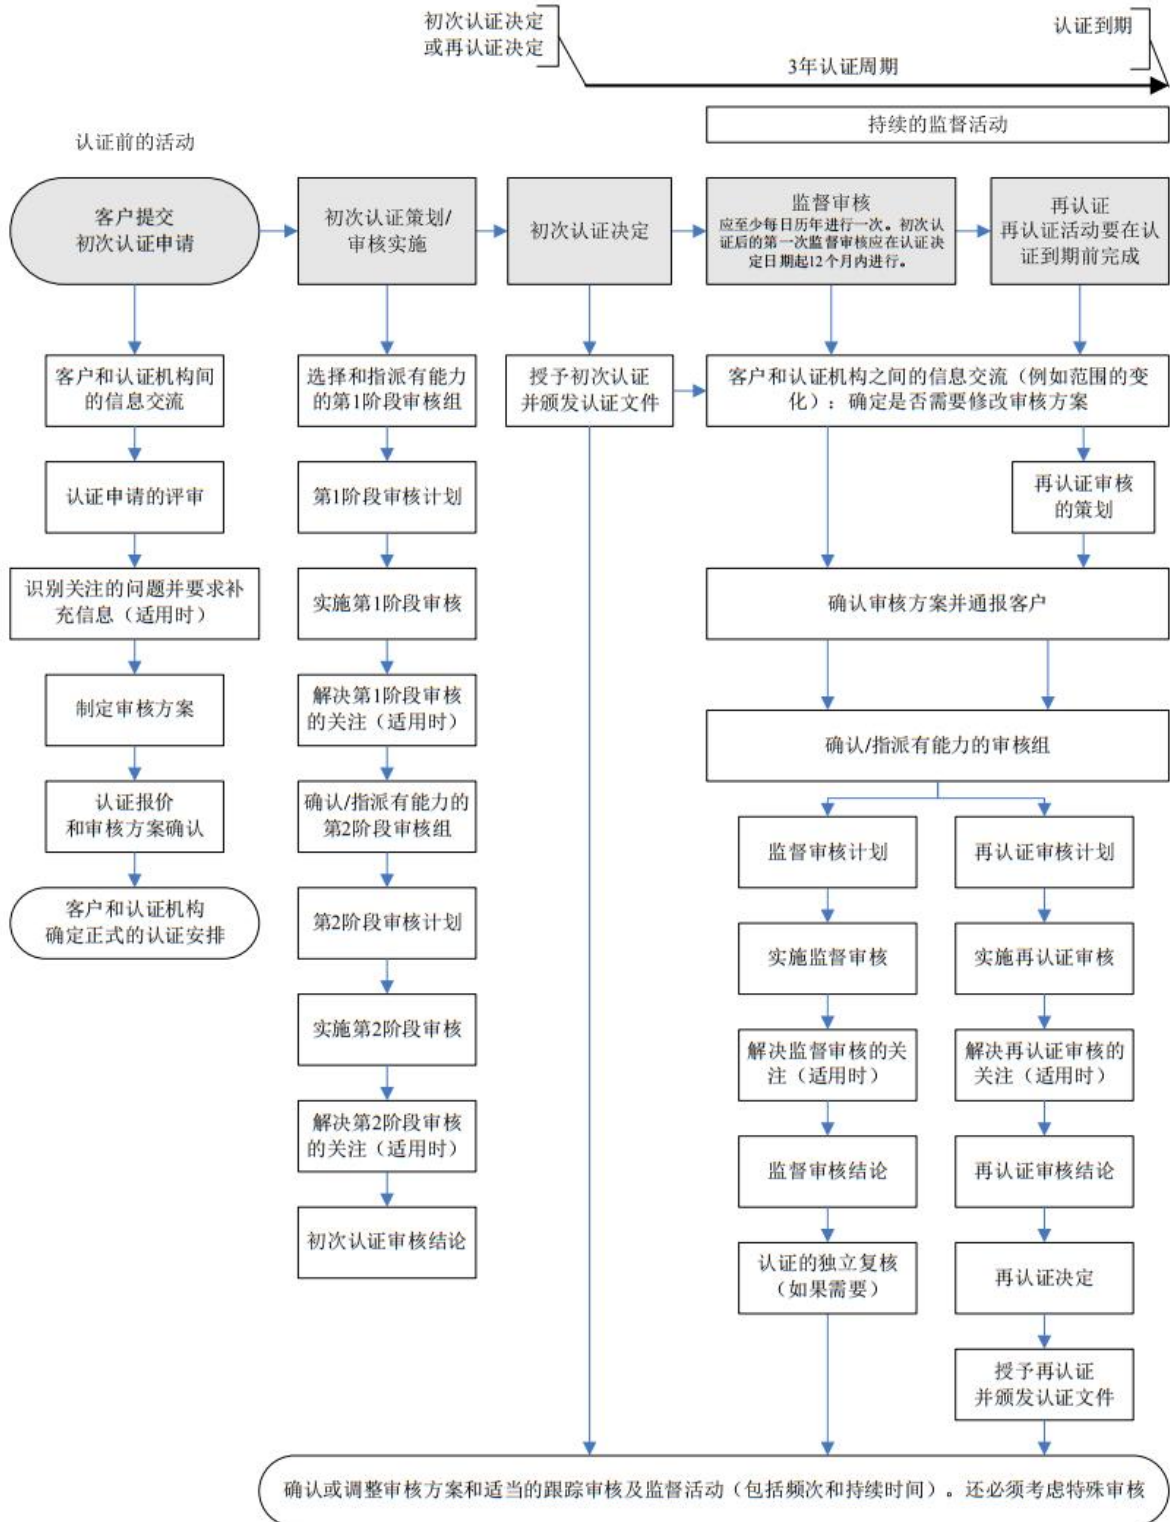 初次认证决定
或再认证决定
认证到期
3年认证周期
持续的监督活动
认证前的活动
客户提交
初次认证申请
初次认证策划/
审核实施
初次认证决定
监督审核
应至少每日历年进行一次。初次认
证后的第一次监督审核应在认证决
定日期起12个月内进行。
再认证
再认证活动要在认
证到期前完成
客户和认证机构间
的信息交流
认证申请的评审
识别关注的问题并要求补
充信息（适用时）
制定审核方案
认证报价
和审核方案确认
客户和认证机构
确定正式的认证安排
选择和指派有能力
的第1阶段审核组
第1阶段审核计划
实施第1阶段审核
解决第1阶段审核
的关注（适用时）
确认/指派有能力的
第2阶段审核组
第2阶段审核计划
实施第2阶段审核
解决第2阶段审核
的关注（适用时）
初次认证审核结论
授予初次认证
并颁发认证文件
客户和认证机构之间的信息交流（例如范围的变
化）：确定是否需要修改审核方案
再认证审核
的策划
确认审核方案并通报客户
确认/指派有能力的审核组
监督审核计划
实施监督审核
解决监督审核的关
注（适用时）
监督审核结论
认证的独立复核
（如果需要）
再认证审核计划
实施再认证审核
解决再认证审核的
关注（适用时）
再认证审核结论
再认证决定
授予再认证
并颁发认证文件
确认或调整审核方案和适当的跟踪审核及监督活动（包括频次和持续时间）。还必须考虑特殊审核